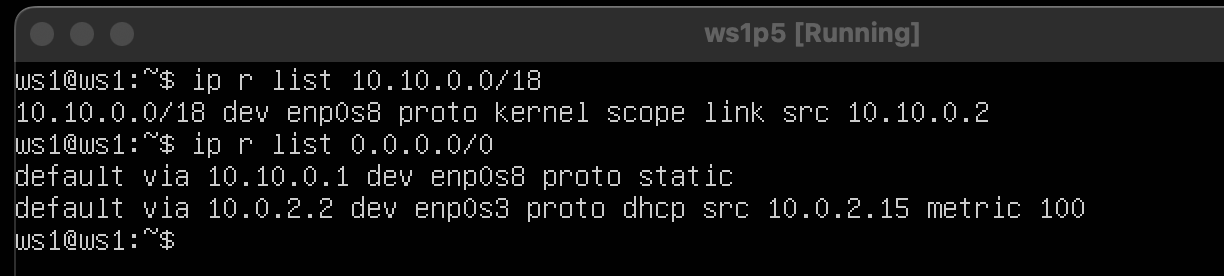 ws1p5 [Running]
ws1@ws1:~$ ip r list 10.10.0.0/18
10.10.0.0/18 dev enp0s8 proto kernel scope link src 10.10.0.2
ws1@ws1:~$ ip r list 0.0.0.0/0
default via 10.10.0.1 dev enp0s8 proto static
default via 10.0.2.2 dev enp0s3 proto dhcp src 10.0.2.15 metric 100
ws1@ws1:~$